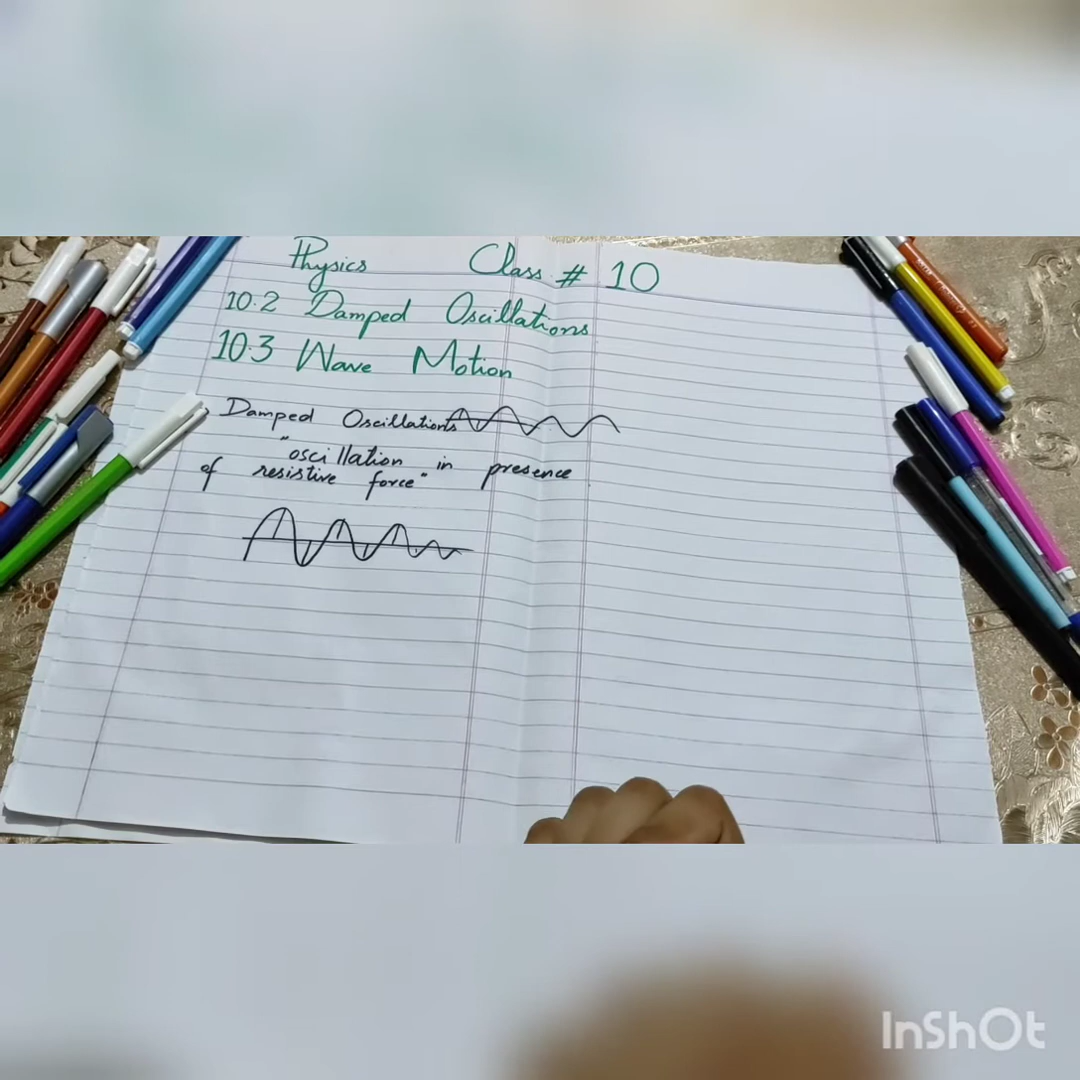 Physics Class # 10
10.2 Damped Oscillations
10.3 Wave Motion
Damped Oscillations
"oscillation in presence
of resistive force"
InShOt